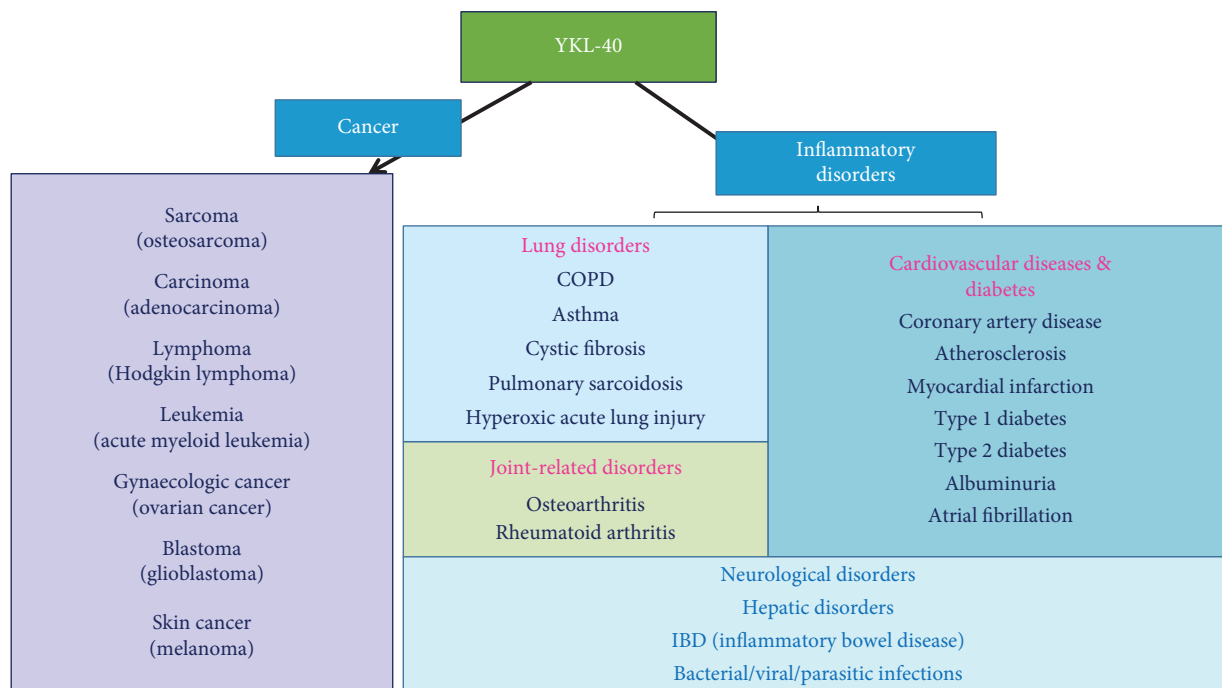 YKL-40
Cancer
Inflammatory
disorders
Sarcoma
(osteosarcoma)
Carcinoma
(adenocarcinoma)
Lymphoma
(Hodgkin lymphoma)
Leukemia
(acute myeloid leukemia)
Gynaecologic cancer
(ovarian cancer)
Blastoma
(glioblastoma)
Skin cancer
(melanoma)
Lung disorders
COPD
Asthma
Cystic fibrosis
Pulmonary sarcoidosis
Hyperoxic acute lung injury
Joint-related disorders
Osteoarthritis
Rheumatoid arthritis
Cardiovascular diseases &
diabetes
Coronary artery disease
Atherosclerosis
Myocardial infarction
Type 1 diabetes
Type 2 diabetes
Albuminuria
Atrial fibrillation
Neurological disorders
Hepatic disorders
IBD (inflammatory bowel disease)
Bacterial/viral/parasitic infections